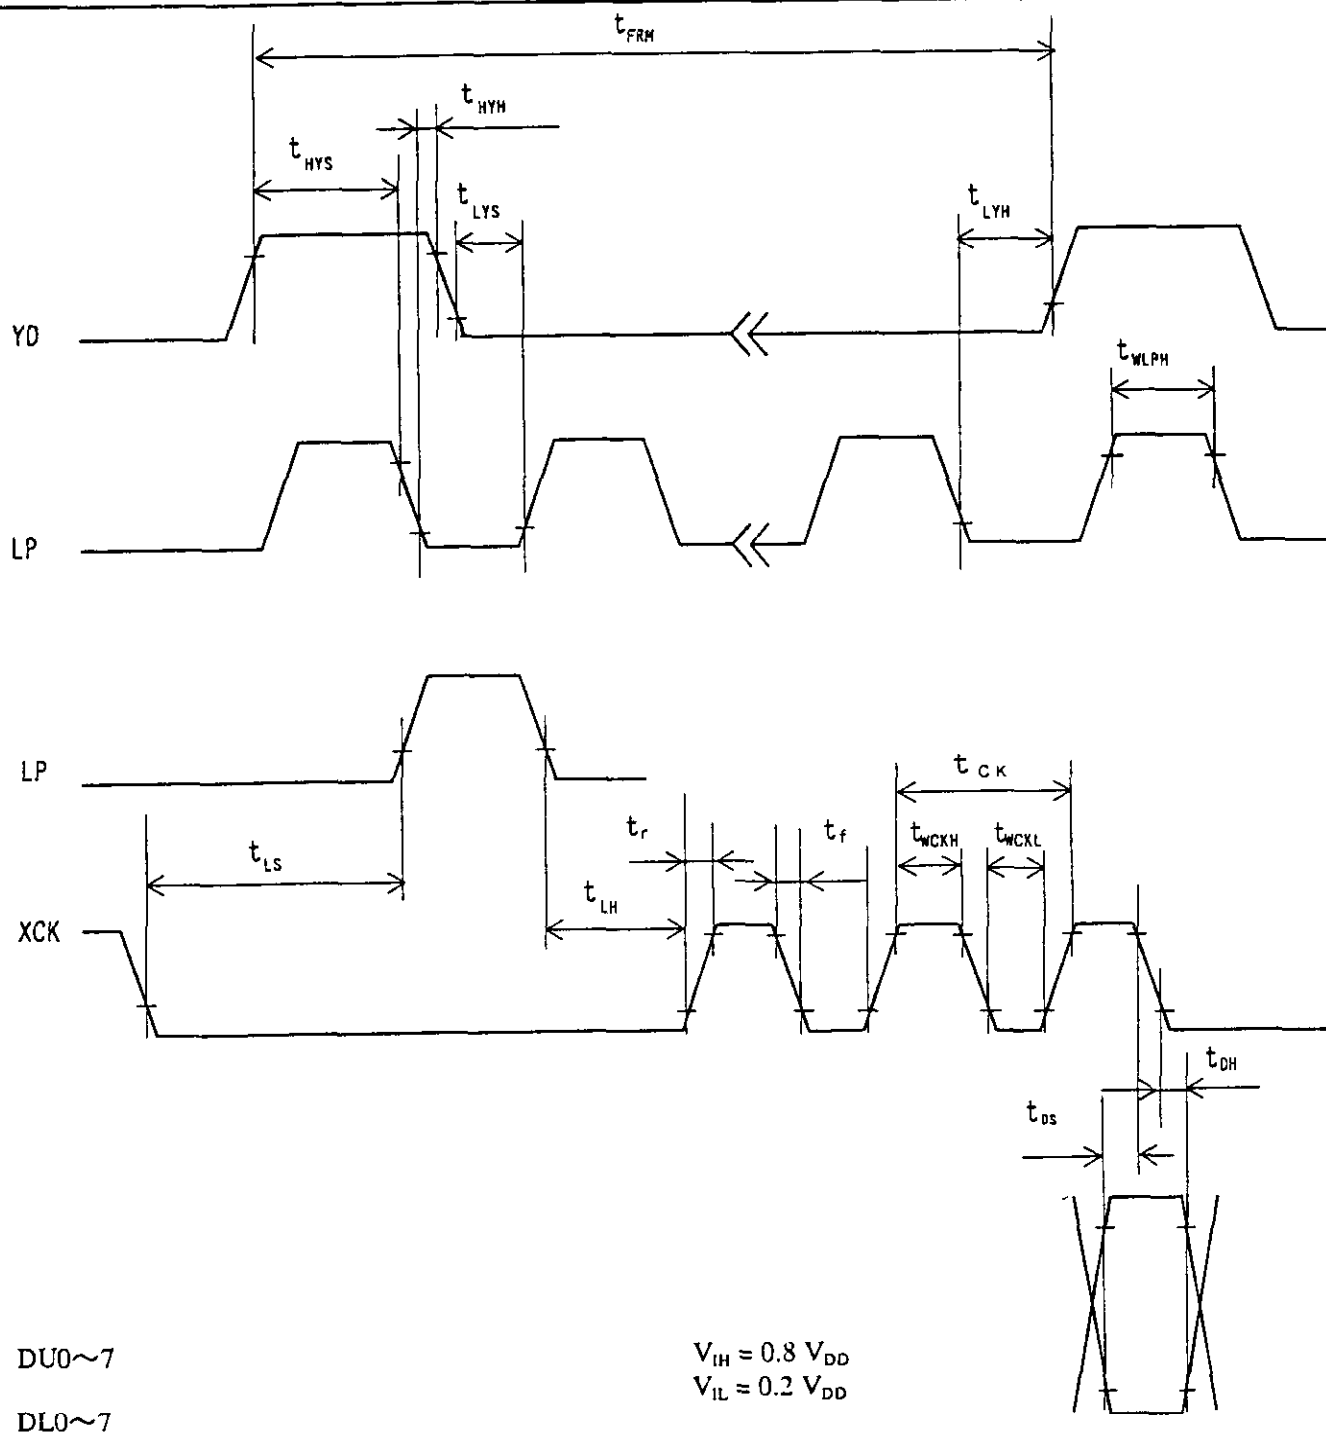 tFRM
tHYH
tHYS
tLYS
tLYH
YD
tWLPH
LP
LP
tCK
tr
tf
tWCKH
tWCKL
tLS
tLH
XCK
tDH
tDS
DU0～7
VIH = 0.8 VDD
VIL = 0.2 VDD
DL0～7